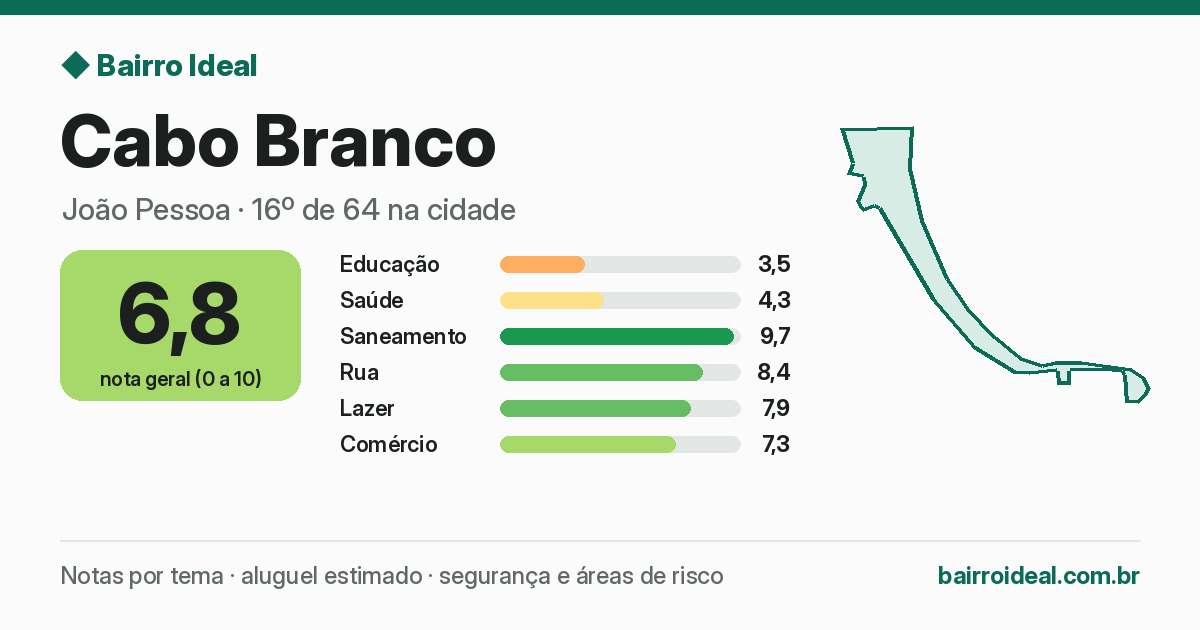 Bairro Ideal
Cabo Branco
João Pessoa · 16º de 64 na cidade
6,8
nota geral (0 a 10)
Educação 3,5
Saúde 4,3
Saneamento 9,7
Rua 8,4
Lazer 7,9
Comércio 7,3
Notas por tema · aluguel estimado · segurança e áreas de risco
bairroideal.com.br